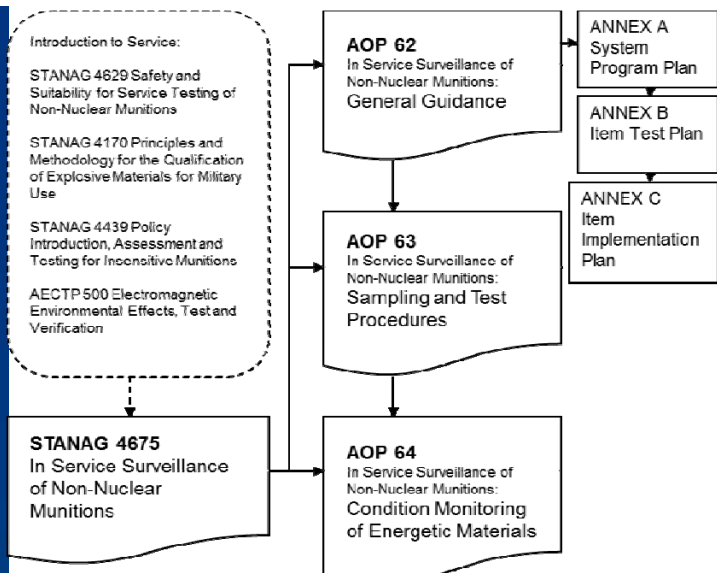 Introduction to Service:
STANAG 4629 Safety and
Suitability for Service Testing of
Non-Nuclear Munitions
STANAG 4170 Principles and
Methodology for the Qualification
of Explosive Materials for Military
Use
STANAG 4439 Policy
Introduction, Assessment and
Testing for Insensitive Munitions
AECTP 500 Electromagnetic
Environmental Effects, Test and
Verification
STANAG 4675
In Service Surveillance
of Non-Nuclear
Munitions
AOP 62
In Service Surveillance of
Non-Nuclear Munitions:
General Guidance
AOP 63
In Service Surveillance of
Non-Nuclear Munitions:
Sampling and Test
Procedures
AOP 64
In Service Surveillance of
Non-Nuclear Munitions:
Condition Monitoring
of Energetic Materials
ANNEX A
System
Program Plan
ANNEX B
Item Test Plan
ANNEX C
Item
Implementation
Plan